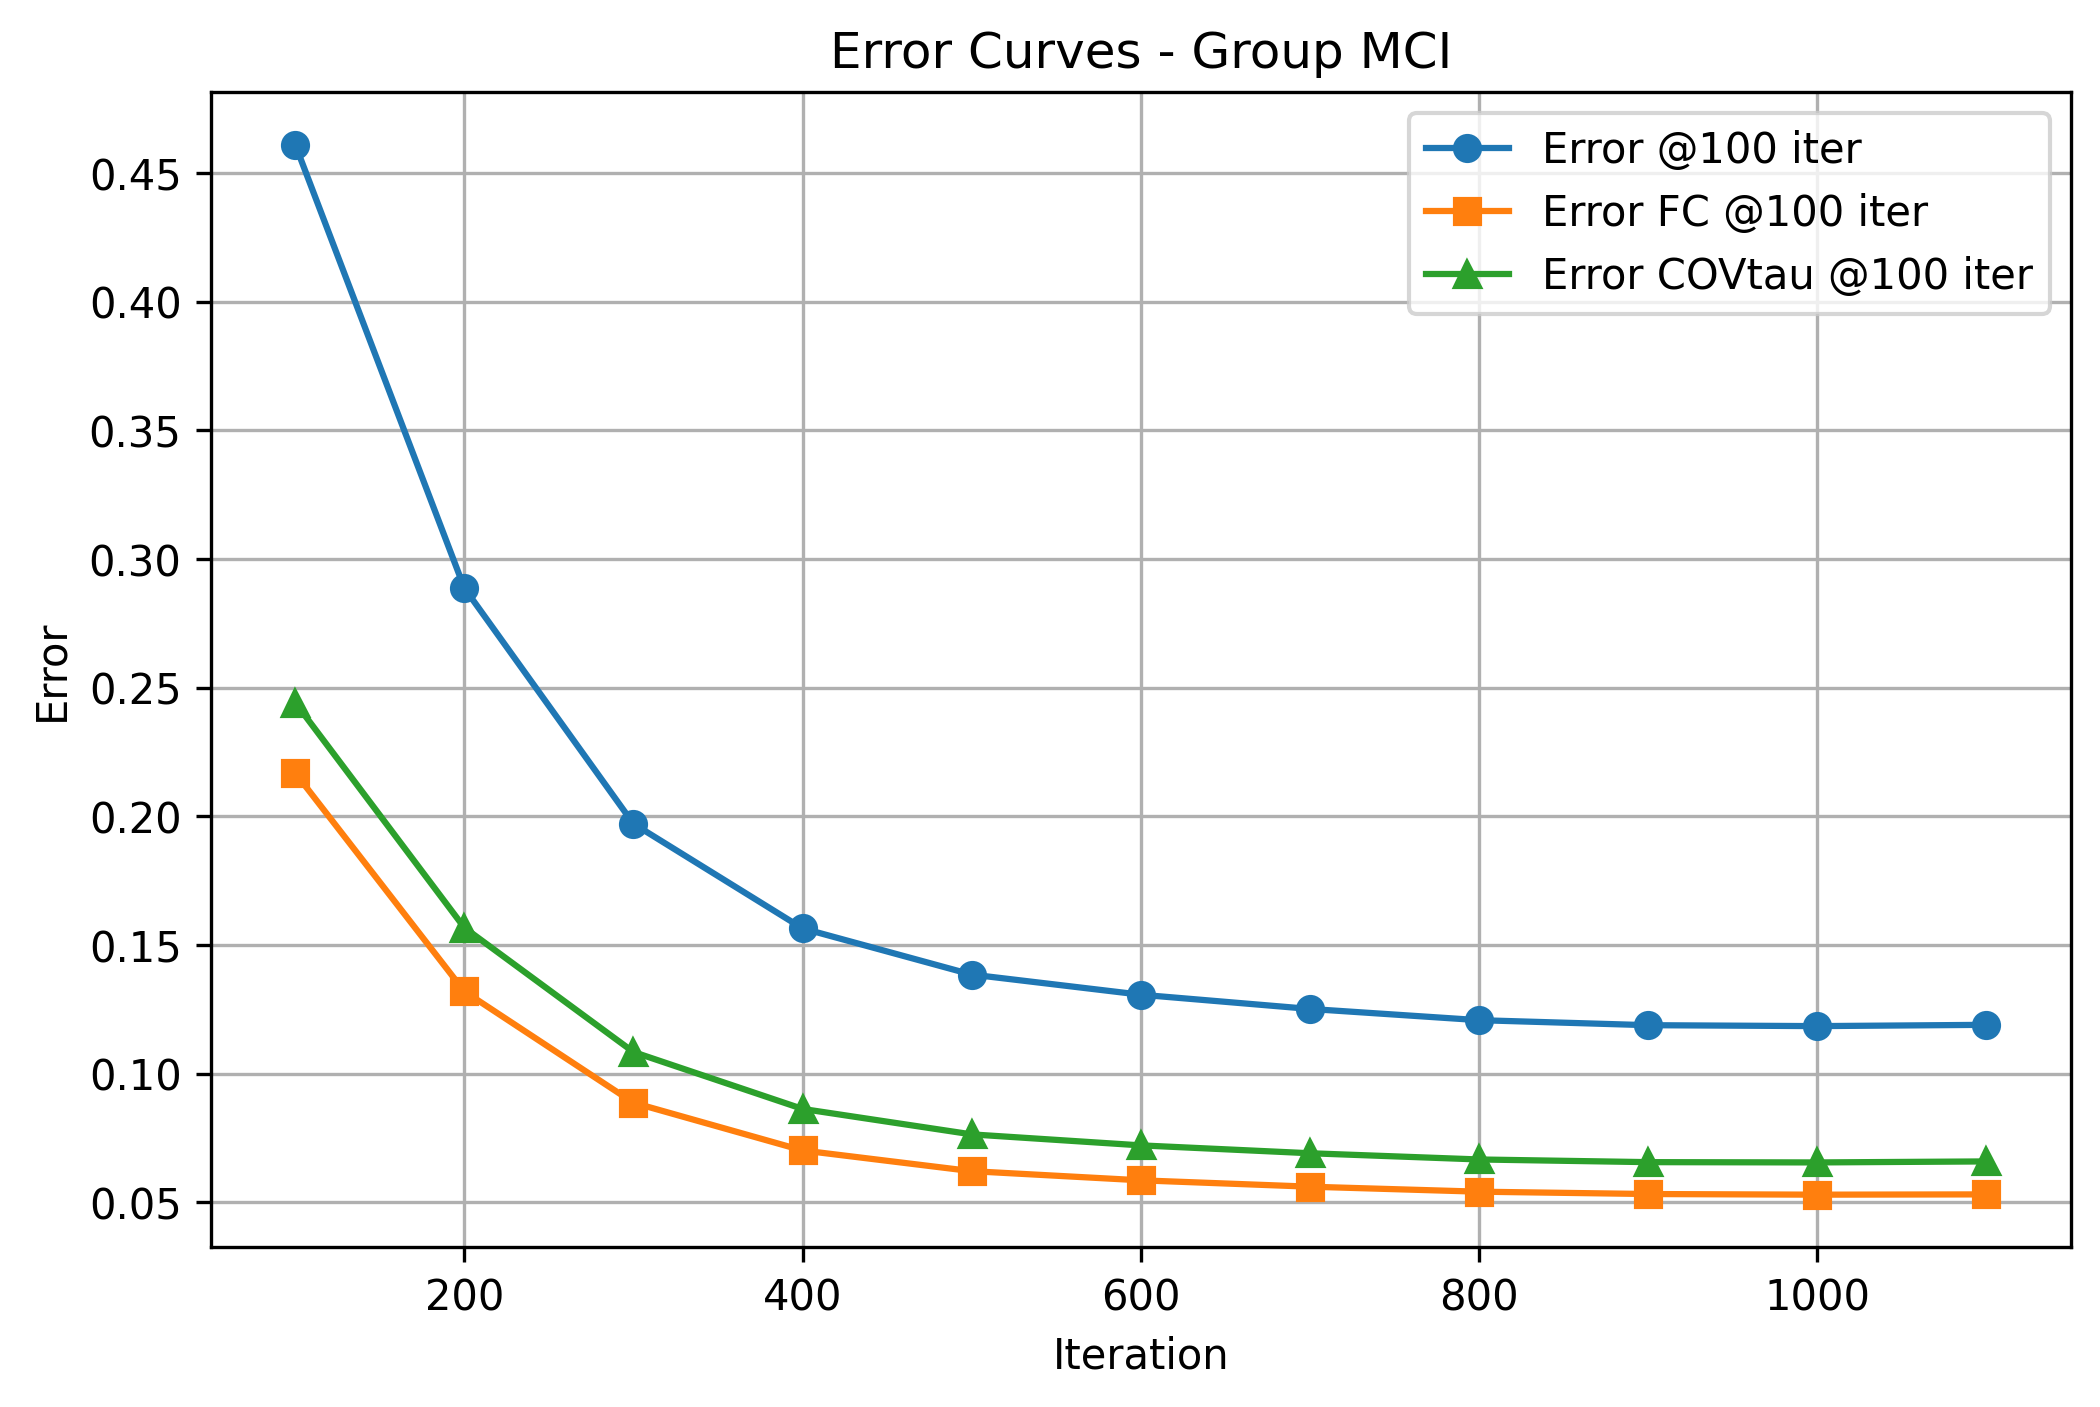 Error Curves - Group MCI
Error @100 iter
Error FC @100 iter
Error COVtau @100 iter
0.45
0.40
0.35
0.30
0.25
0.20
0.15
0.10
0.05
Error
200 400 600 800 1000
Iteration